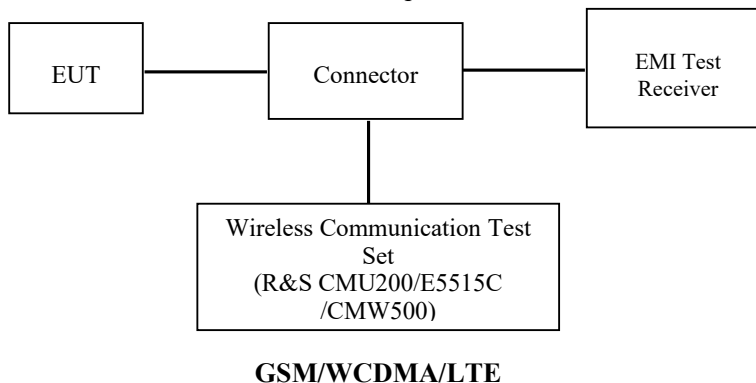 EUT
Connector
EMI Test
Receiver
Wireless Communication Test
Set
(R&S CMU200/E5515C
/CMW500)
GSM/WCDMA/LTE